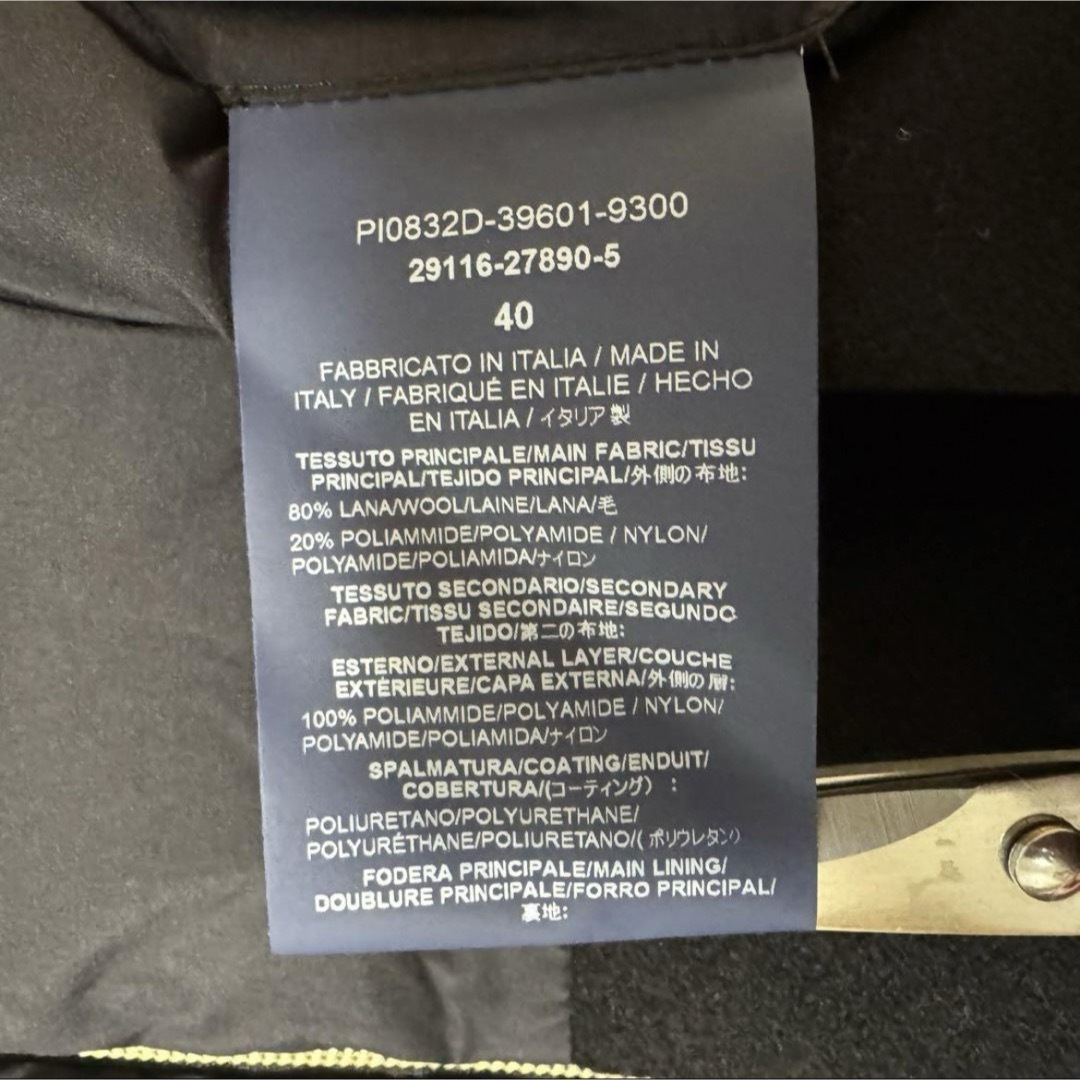 PI0832D-39601-9300
29116-27890-5
40
FABBRICATO IN ITALIA / MADE IN
ITALY / FABRIQUÉ EN ITALIE / HECHO
EN ITALIA / イタリア製
TESSUTO PRINCIPALE/MAIN FABRIC/TISSU
PRINCIPAL/TEJIDO PRINCIPAL/外側の布地:
80% LANA/WOOL/LAINE/LANA/毛
20% POLIAMMIDE/POLYAMIDE / NYLON/
POLYAMIDE/POLIAMIDA/ナイロン
TESSUTO SECONDARIO/SECONDARY
FABRIC/TISSU SECONDAIRE/SEGUNDO
TEJIDO/第二の布地:
ESTERNO/EXTERNAL LAYER/COUCHE
EXTÉRIEURE/CAPA EXTERNA/外側の層:
100% POLIAMMIDE/POLYAMIDE / NYLON/
POLYAMIDE/POLIAMIDA/ナイロン
SPALMATURA/COATING/ENDUIT/
COBERTURA/(コーティング) :
POLIURETANO/POLYURETHANE/
POLYURÉTHANE/POLIURETANO/( ポリウレタン)
FODERA PRINCIPALE/MAIN LINING/
DOUBLURE PRINCIPALE/FORRO PRINCIPAL/
裏地: